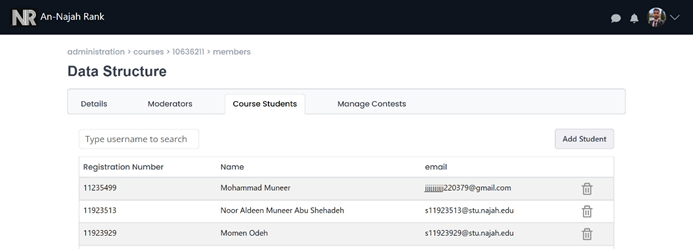 NR An-Najah Rank
administration > courses > 10636211 > members
Data Structure
Details Moderators Course Students Manage Contests
Type username to search Add Student
Registration Number Name email
11235499 Mohammad Muneer jjjjjjjjjj220379@gmail.com
11923513 Noor Aldeen Muneer Abu Shehadeh s11923513@stu.najah.edu
11923929 Momen Odeh s11923929@stu.najah.edu